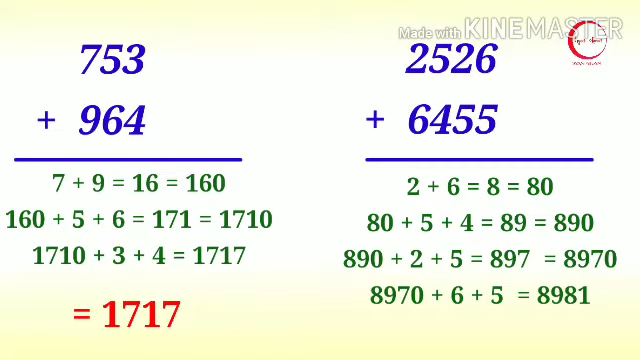 Made with KINEMASTER
753
+ 964
7 + 9 = 16 = 160
160 + 5 + 6 = 171 = 1710
1710 + 3 + 4 = 1717
= 1717
2526
+ 6455
2 + 6 = 8 = 80
80 + 5 + 4 = 89 = 890
890 + 2 + 5 = 897 = 8970
8970 + 6 + 5 = 8981